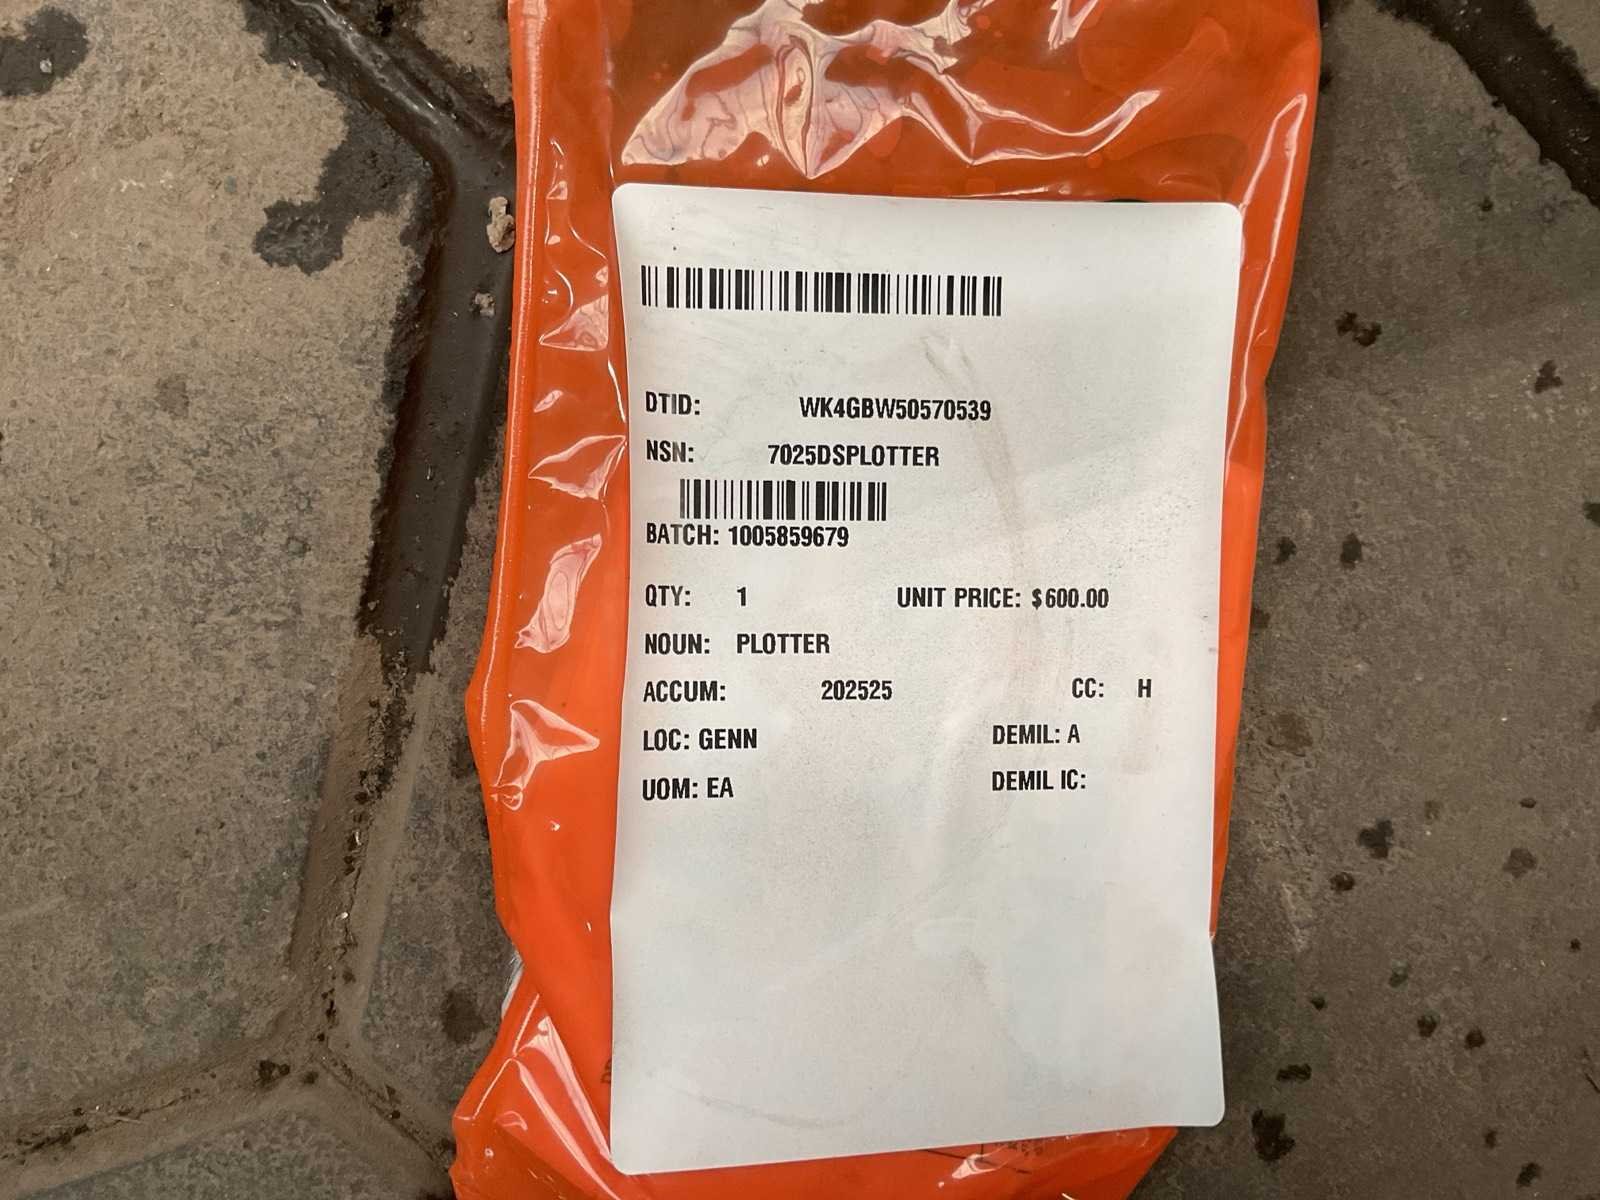 DTID: WK4GBW50570539
NSN: 7025DSPLOTTER
BATCH: 1005859679
QTY: 1 UNIT PRICE: $600.00
NOUN: PLOTTER
ACCUM: 202525 CC: H
LOC: GENN DEMIL: A
UOM: EA DEMIL IC: